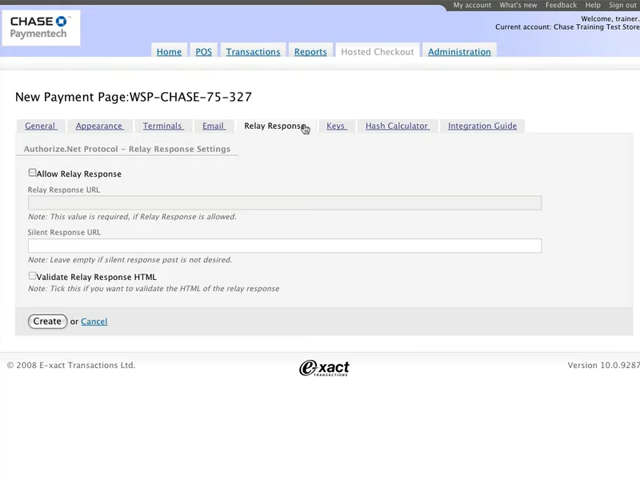 My account What's new Feedback Help Sign out
CHASE
Paymentech
Welcome, trainer.
Current account: Chase Training Test Store
Home POS Transactions Reports Hosted Checkout Administration
New Payment Page:WSP-CHASE-75-327
General Appearance Terminals Email Relay Response Keys Hash Calculator Integration Guide
Authorize.Net Protocol - Relay Response Settings
Allow Relay Response
Relay Response URL
Note: This value is required, if Relay Response is allowed.
Silent Response URL
Note: Leave empty if silent response post is not desired.
Validate Relay Response HTML
Note: Tick this if you want to validate the HTML of the relay response
Create or Cancel
© 2008 E-xact Transactions Ltd.
e-xact
TRANSACTIONS
Version 10.0.9287